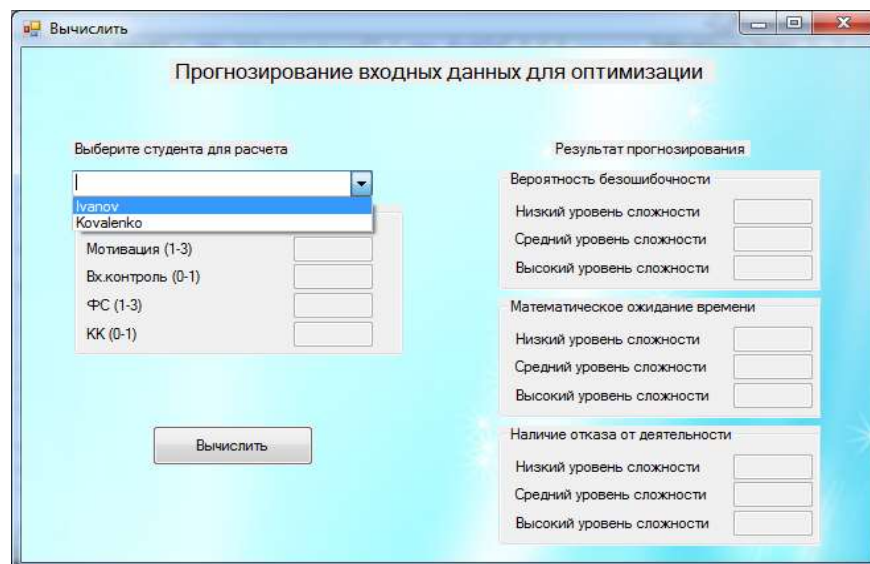 Вычислить
Прогнозирование входных данных для оптимизации
Выберите студента для расчета
Ivanov
Kovalenko
Мотивация (1-3)
Вх.контроль (0-1)
ФС (1-3)
КК (0-1)
Вычислить
Результат прогнозирования
Вероятность безошибочности
Низкий уровень сложности
Средний уровень сложности
Высокий уровень сложности
Математическое ожидание времени
Низкий уровень сложности
Средний уровень сложности
Высокий уровень сложности
Наличие отказа от деятельности
Низкий уровень сложности
Средний уровень сложности
Высокий уровень сложности